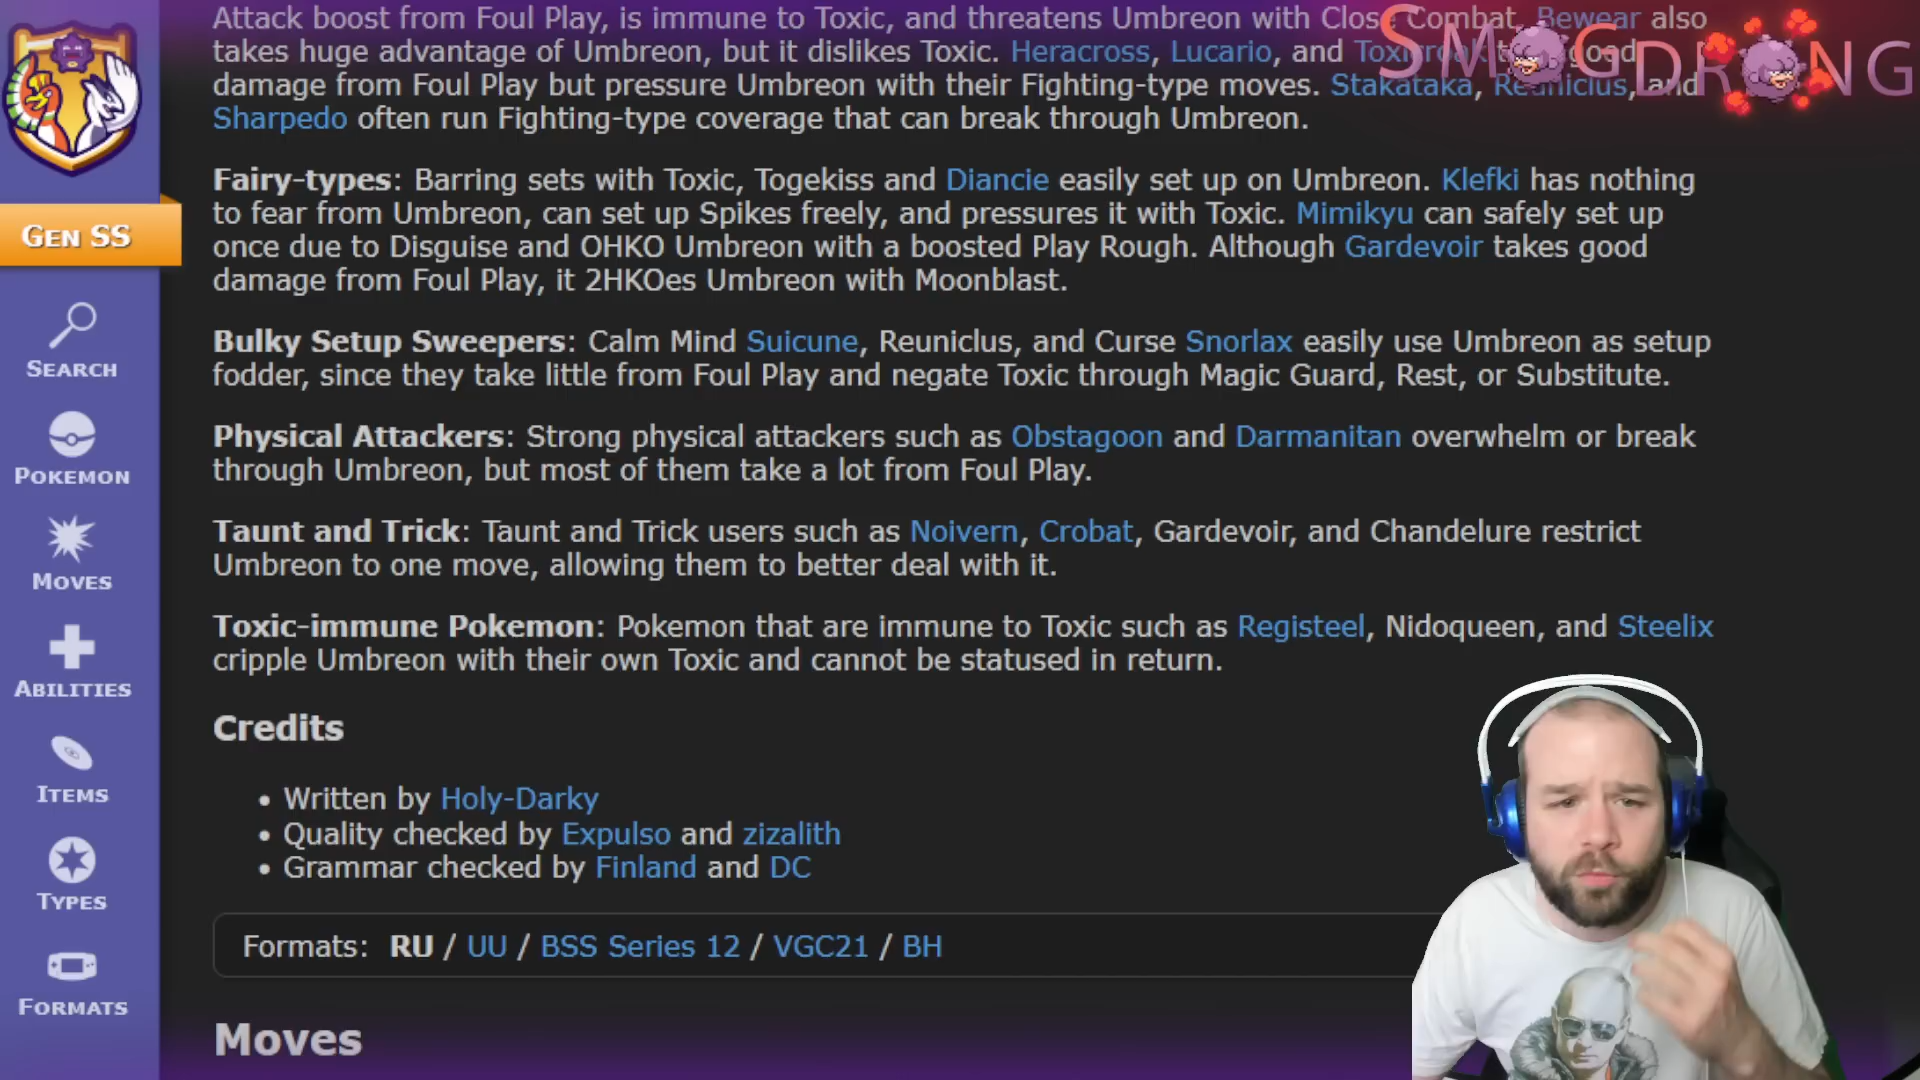 Attack boost from Foul Play, is immune to Toxic, and threatens Umbreon with Close Combat. Bewear also
takes huge advantage of Umbreon, but it dislikes Toxic. Heracross, Lucario, and Toxicroak take good
damage from Foul Play but pressure Umbreon with their Fighting-type moves. Stakataka, Reuniclus, and
Sharpedo often run Fighting-type coverage that can break through Umbreon.
SMOGDRONG
Fairy-types: Barring sets with Toxic, Togekiss and Diancie easily set up on Umbreon. Klefki has nothing
to fear from Umbreon, can set up Spikes freely, and pressures it with Toxic. Mimikyu can safely set up
once due to Disguise and OHKO Umbreon with a boosted Play Rough. Although Gardevoir takes good
damage from Foul Play, it 2HKOes Umbreon with Moonblast.
Bulky Setup Sweepers: Calm Mind Suicune, Reuniclus, and Curse Snorlax easily use Umbreon as setup
fodder, since they take little from Foul Play and negate Toxic through Magic Guard, Rest, or Substitute.
Physical Attackers: Strong physical attackers such as Obstagoon and Darmanitan overwhelm or break
through Umbreon, but most of them take a lot from Foul Play.
Taunt and Trick: Taunt and Trick users such as Noivern, Crobat, Gardevoir, and Chandelure restrict
Umbreon to one move, allowing them to better deal with it.
Toxic-immune Pokemon: Pokemon that are immune to Toxic such as Registeel, Nidoqueen, and Steelix
cripple Umbreon with their own Toxic and cannot be statused in return.
Credits
• Written by Holy-Darky
• Quality checked by Expulso and zizalith
• Grammar checked by Finland and DC
Formats: RU / UU / BSS Series 12 / VGC21 / BH
Moves
GEN SS
SEARCH
POKEMON
MOVES
ABILITIES
ITEMS
TYPES
FORMATS